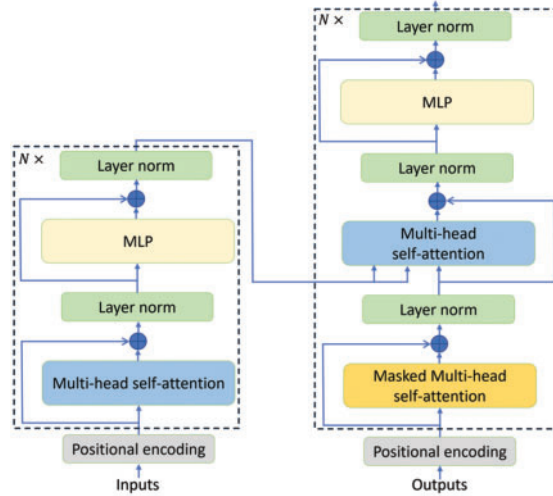 N ×
Layer norm
MLP
Layer norm
Multi-head self-attention
Positional encoding
Inputs
N ×
Layer norm
MLP
Layer norm
Multi-head
self-attention
Layer norm
Masked Multi-head
self-attention
Positional encoding
Outputs